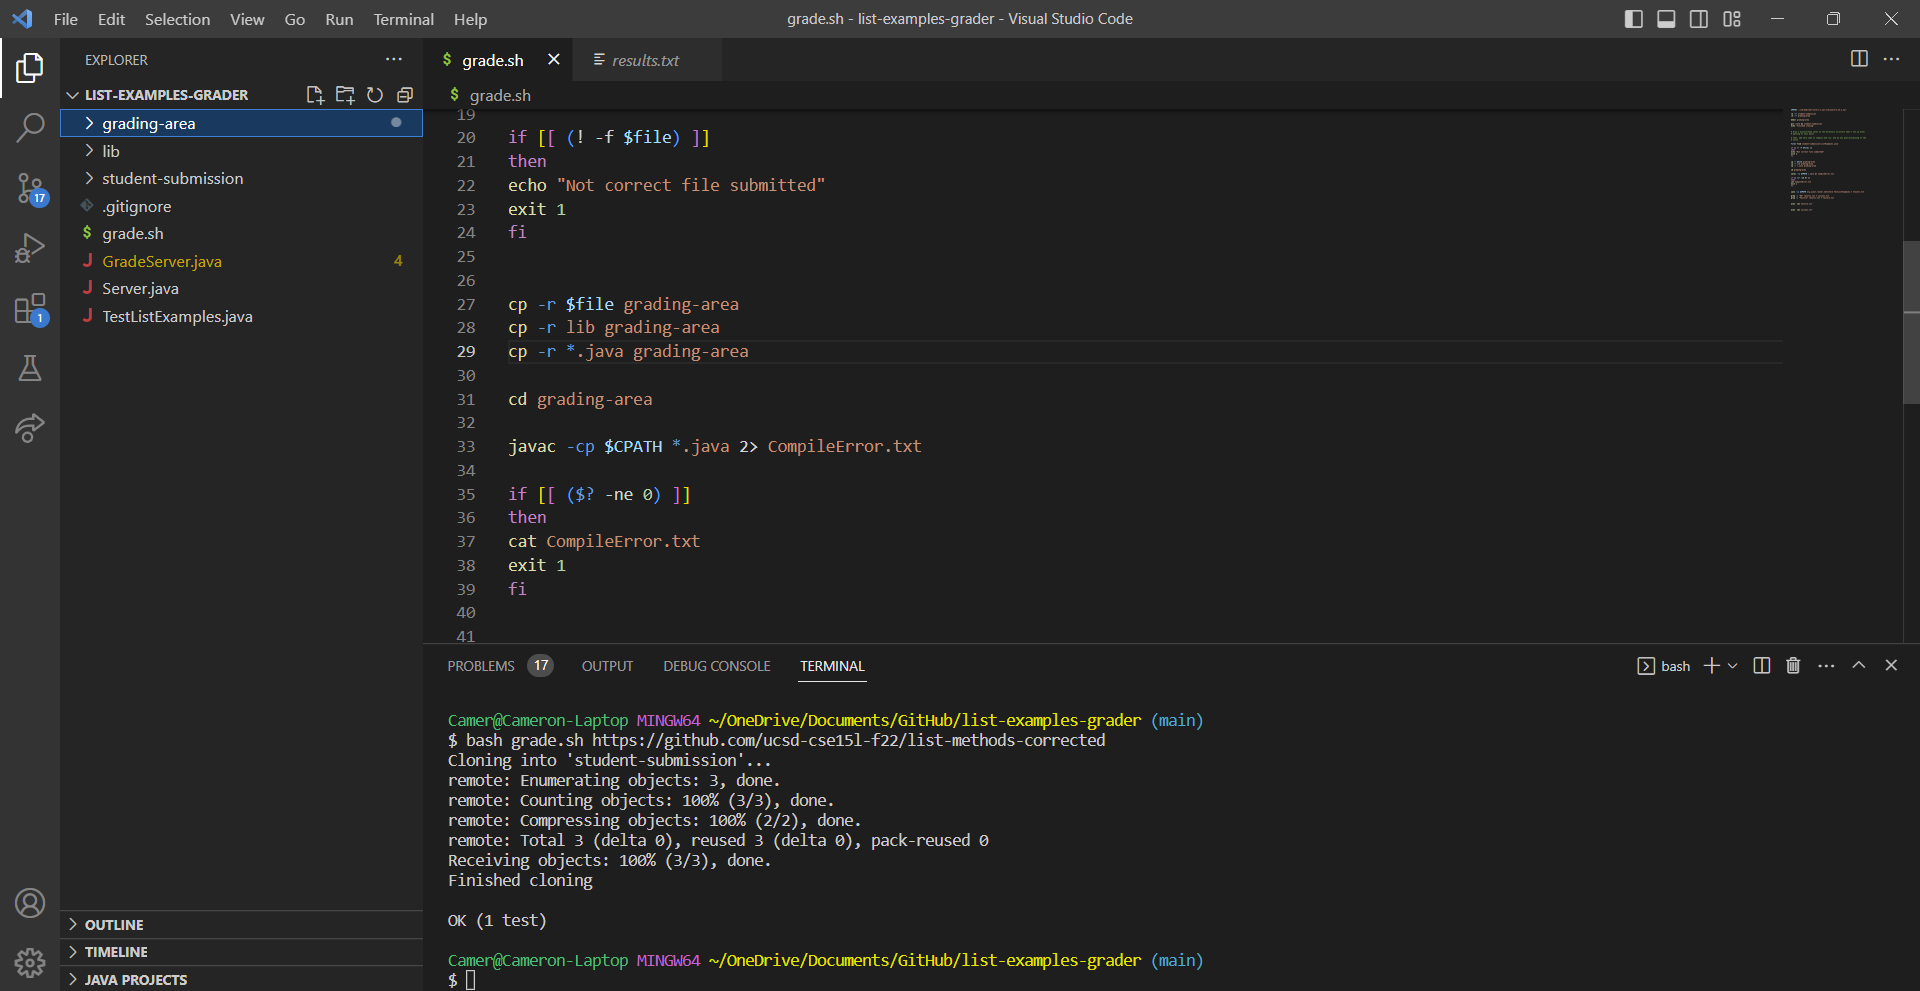 File Edit Selection View Go Run Terminal Help
grade.sh - list-examples-grader - Visual Studio Code
EXPLORER
LIST-EXAMPLES-GRADER
grading-area
lib
student-submission
.gitignore
$ grade.sh
J GradeServer.java 4
J Server.java
J TestListExamples.java
17
1
OUTLINE
TIMELINE
JAVA PROJECTS
$ grade.sh
results.txt
$ grade.sh
19
20 if [[ (! -f $file) ]]
21 then
22 echo "Not correct file submitted"
23 exit 1
24 fi
25
26
27 cp -r $file grading-area
28 cp -r lib grading-area
29 cp -r *.java grading-area
30
31 cd grading-area
32
33 javac -cp $CPATH *.java 2> CompileError.txt
34
35 if [[ ($? -ne 0) ]]
36 then
37 cat CompileError.txt
38 exit 1
39 fi
40
41
PROBLEMS 17 OUTPUT DEBUG CONSOLE TERMINAL
bash
Camer@Cameron-Laptop MINGW64 ~/OneDrive/Documents/GitHub/list-examples-grader (main)
$ bash grade.sh https://github.com/ucsd-cse15l-f22/list-methods-corrected
Cloning into 'student-submission'...
remote: Enumerating objects: 3, done.
remote: Counting objects: 100% (3/3), done.
remote: Compressing objects: 100% (2/2), done.
remote: Total 3 (delta 0), reused 3 (delta 0), pack-reused 0
Receiving objects: 100% (3/3), done.
Finished cloning
OK (1 test)
Camer@Cameron-Laptop MINGW64 ~/OneDrive/Documents/GitHub/list-examples-grader (main)
$